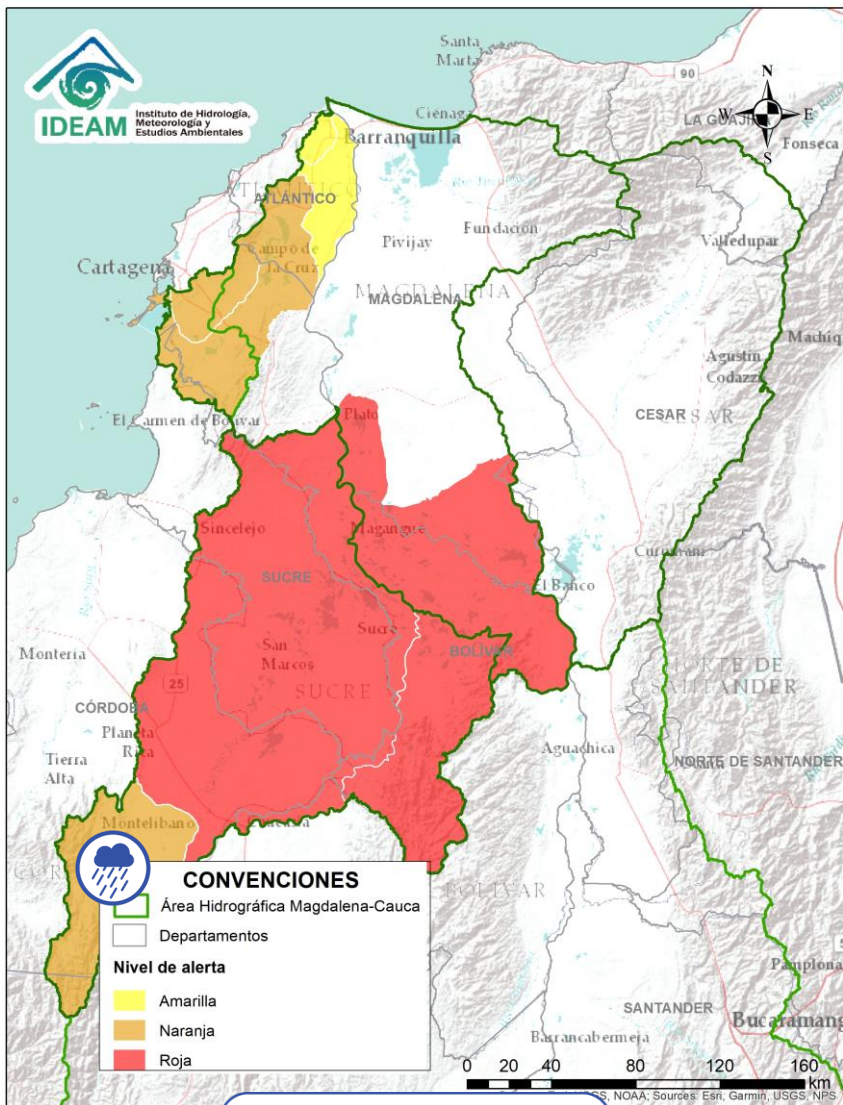 IDEAM
Instituto de Hidrología,
Meteorología y
Estudios Ambientales
Santa
Marta
90
N
W
E
S
LA GUAJI
Ciénaga
Fonseca
Barranquilla
ATLÁNTICO
Fundación
Valledupar
Pivijay
Campo de
la Cruz
Cartagena
MAGDALENA
MAGDALENA
Machiq
Agustín
Codazzi
CESAR
CESAR
El Carmen de Bolívar
Plato
Sincelejo
Magangué
Curumaní
SUCRE
El Banco
Sucre
BOLÍVAR
Montería
San
Marcos
NORTE DE
SANTANDER
25
SUCRE
CÓRDOBA
Planeta
Rica
Aguachica
NORTE DE SANTANDER
Tierra
Alta
Montelíbano
BOLÍVAR
CONVENCIONES
Área Hidrográfica Magdalena-Cauca
Departamentos
Nivel de alerta
Amarilla
Naranja
Roja
Pamplona
SANTANDER
Bucaramang
Barrancabermeja
0 20 40 80 120 160
km
GS, NOAA; Sources: Esri, Garmin, USGS, NPS